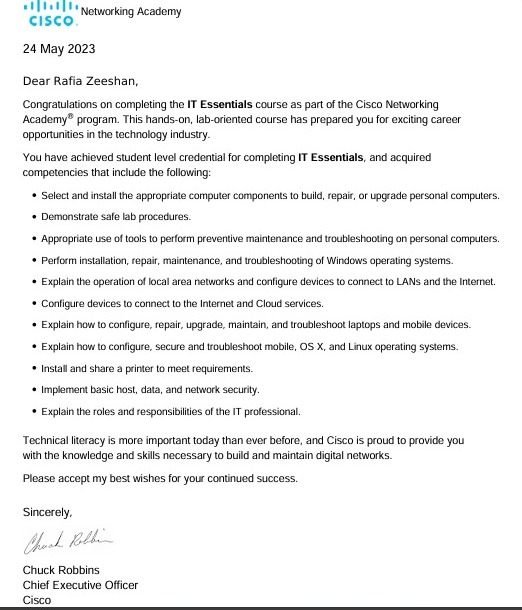 CISCO. Networking Academy
24 May 2023
Dear Rafia Zeeshan,
Congratulations on completing the IT Essentials course as part of the Cisco Networking
Academy® program. This hands-on, lab-oriented course has prepared you for exciting career
opportunities in the technology industry.
You have achieved student level credential for completing IT Essentials, and acquired
competencies that include the following:
• Select and install the appropriate computer components to build, repair, or upgrade personal computers.
• Demonstrate safe lab procedures.
• Appropriate use of tools to perform preventive maintenance and troubleshooting on personal computers.
• Perform installation, repair, maintenance, and troubleshooting of Windows operating systems.
• Explain the operation of local area networks and configure devices to connect to LANs and the Internet.
• Configure devices to connect to the Internet and Cloud services.
• Explain how to configure, repair, upgrade, maintain, and troubleshoot laptops and mobile devices.
• Explain how to configure, secure and troubleshoot mobile, OS X, and Linux operating systems.
• Install and share a printer to meet requirements.
• Implement basic host, data, and network security.
• Explain the roles and responsibilities of the IT professional.
Technical literacy is more important today than ever before, and Cisco is proud to provide you
with the knowledge and skills necessary to build and maintain digital networks.
Please accept my best wishes for your continued success.
Sincerely,
Chuck Robbins
Chuck Robbins
Chief Executive Officer
Cisco